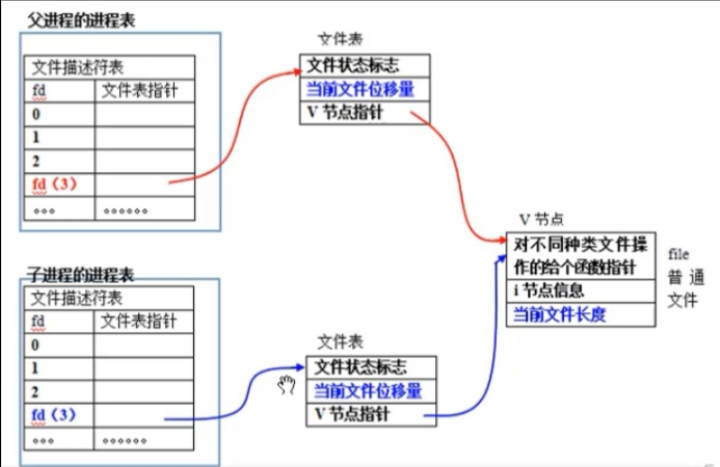 父进程的进程表
文件描述符表
fd 文件表指针
0
1
2
fd（3）
。。。 。。。。。。
文件表
文件状态标志
当前文件位移量
V 节点指针
V 节点
对不同种类文件操
作的给个函数指针
i 节点信息
当前文件长度
file
普 通
文件
子进程的进程表
文件描述符表
fd 文件表指针
0
1
2
fd（3）
。。。 。。。。。。
文件表
文件状态标志
当前文件位移量
V 节点指针